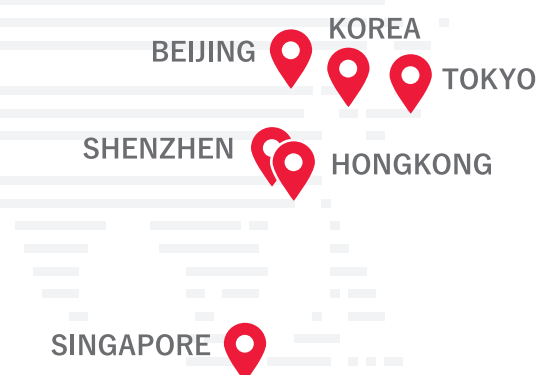 KOREA
BEIJING
TOKYO
SHENZHEN
HONGKONG
SINGAPORE